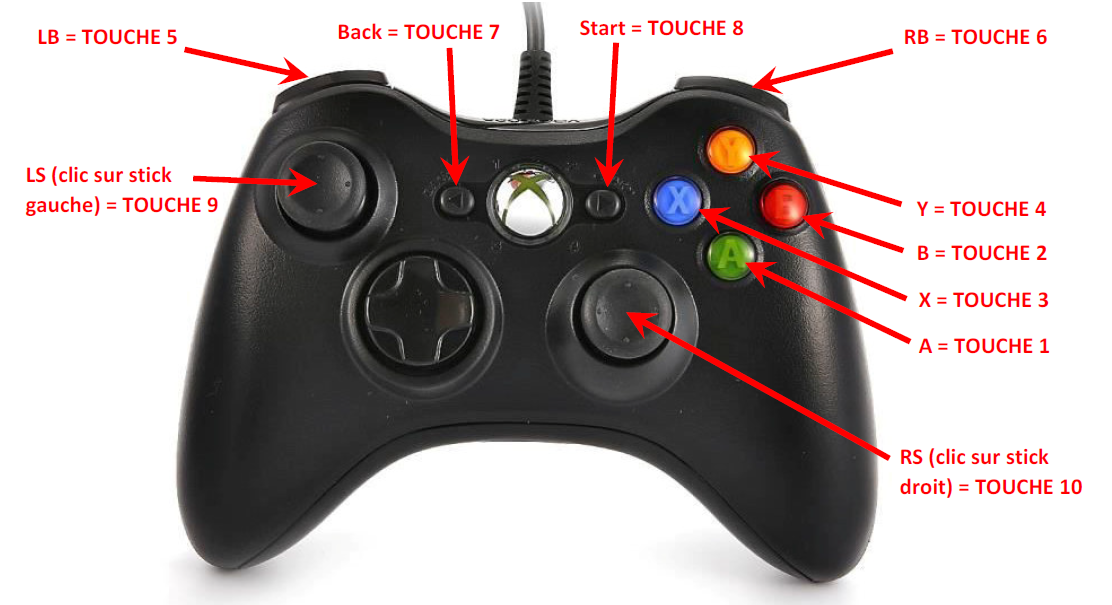 LB = TOUCHE 5
Back = TOUCHE 7
Start = TOUCHE 8
RB = TOUCHE 6
LS (clic sur stick
gauche) = TOUCHE 9
Y
X
B
A
Y = TOUCHE 4
B = TOUCHE 2
X = TOUCHE 3
A = TOUCHE 1
RS (clic sur stick
droit) = TOUCHE 10